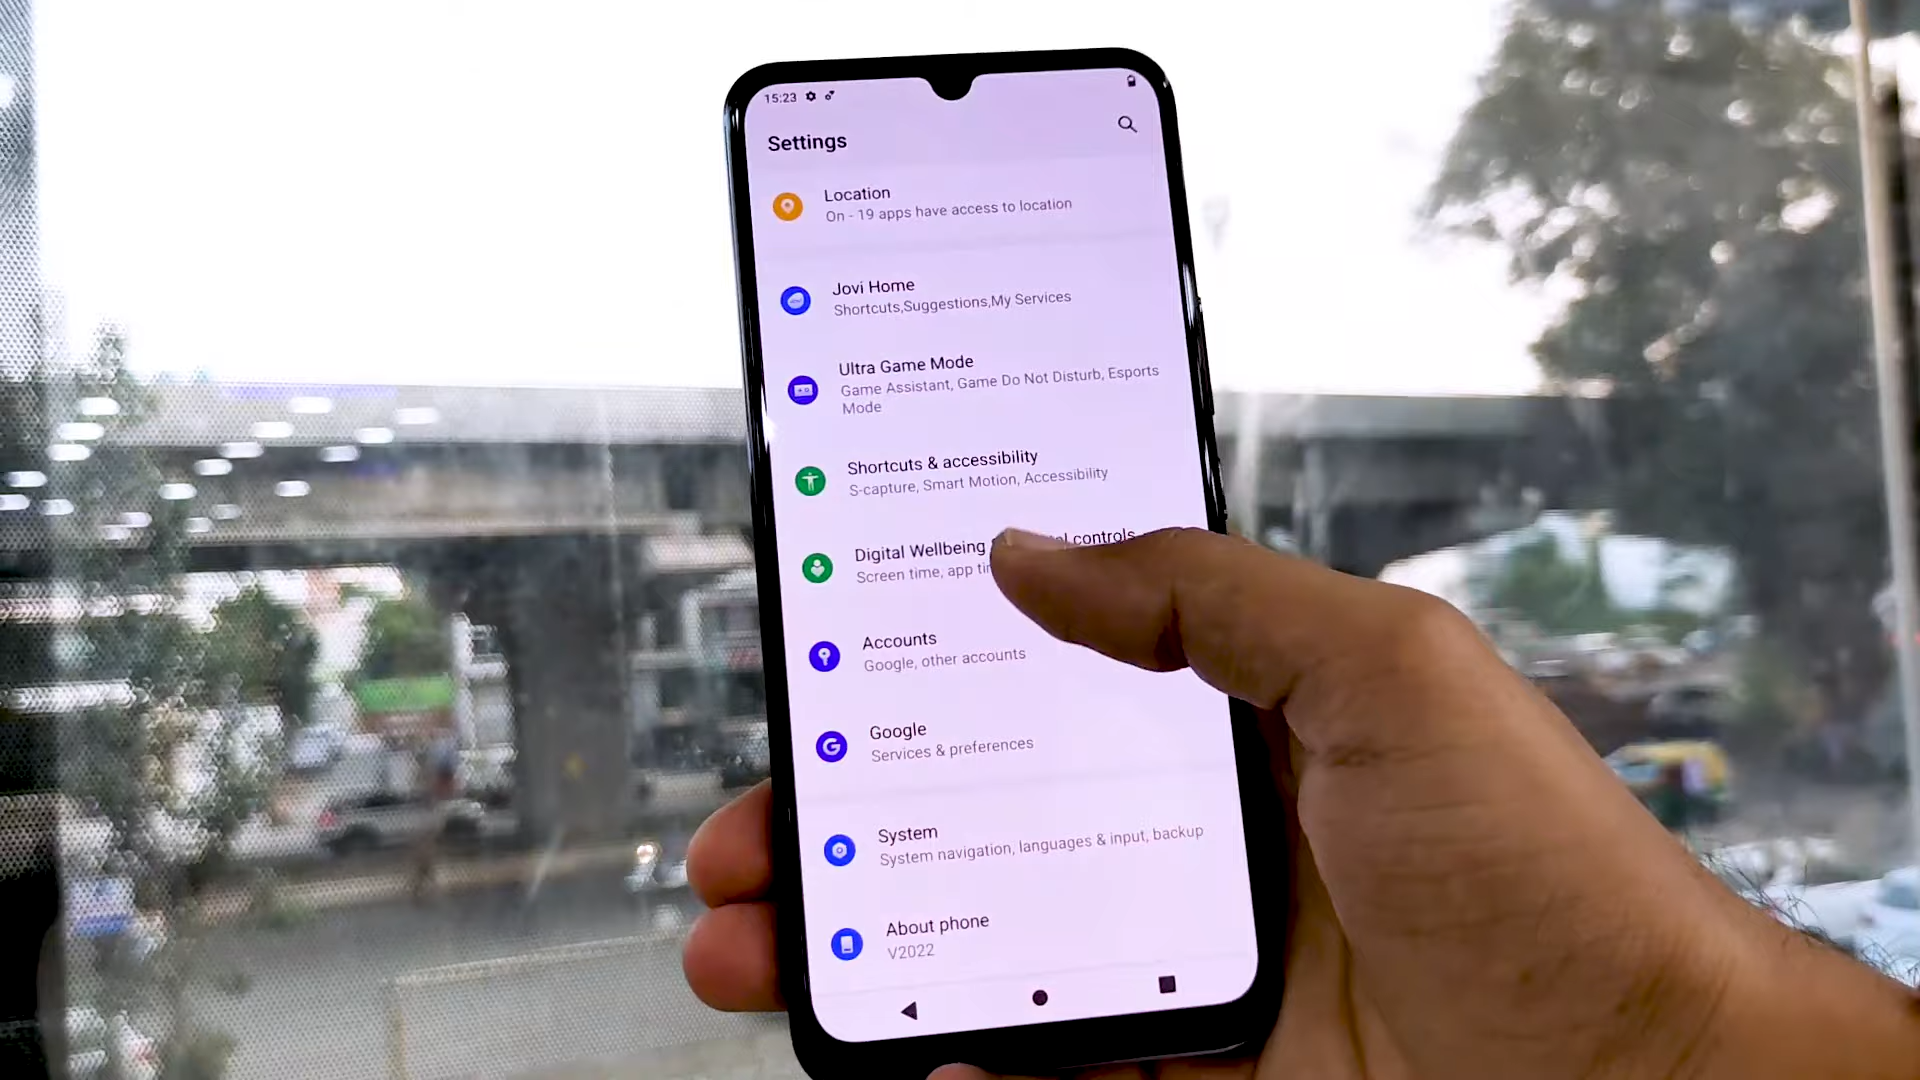 15:23
Settings
Location
On - 19 apps have access to location
Jovi Home
Shortcuts,Suggestions,My Services
Ultra Game Mode
Game Assistant, Game Do Not Disturb, Esports
Mode
Shortcuts & accessibility
S-capture, Smart Motion, Accessibility
Digital Wellbeing controls
Screen time, app
Accounts
Google, other accounts
Google
Services & preferences
System
System navigation, languages & input, backup
About phone
V2022